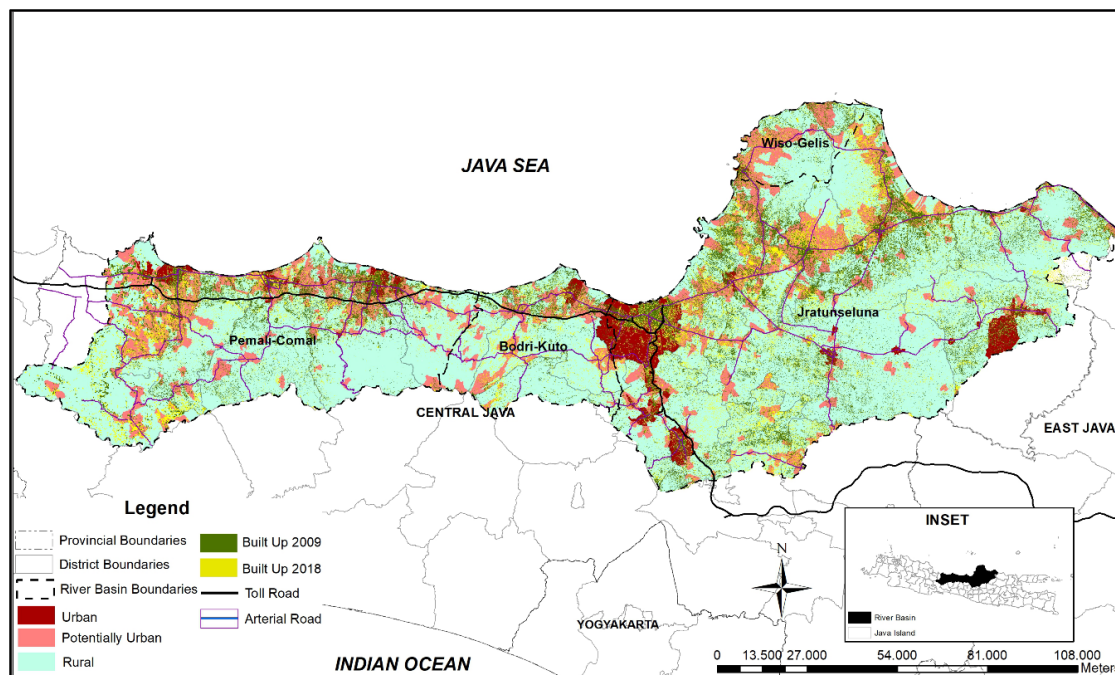 JAVA SEA
Wiso-Gelis
Pemali-Comal
Bodri-Kuto
Jratunseluna
CENTRAL JAVA
EAST JAVA
YOGYAKARTA
INDIAN OCEAN
Legend
Provincial Boundaries
District Boundaries
River Basin Boundaries
Urban
Potentially Urban
Rural
Built Up 2009
Built Up 2018
Toll Road
Arterial Road
N
INSET
River Basin
Java Island
0 13.500 27.000 54.000 81.000 108.000
Meters